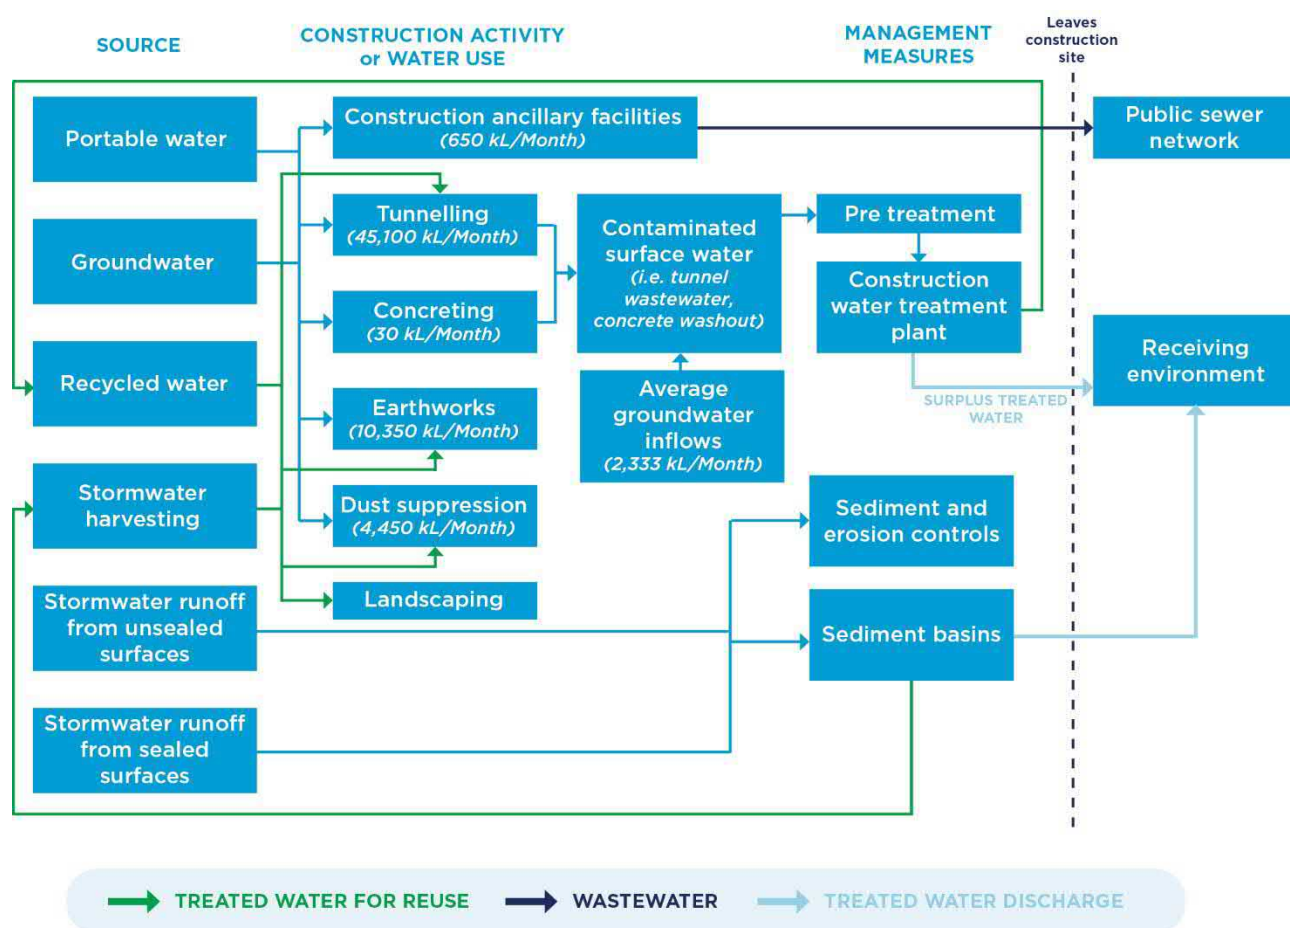 SOURCE
CONSTRUCTION ACTIVITY
or WATER USE
MANAGEMENT
MEASURES
Leaves
construction
site
Portable water
Groundwater
Recycled water
Stormwater
harvesting
Stormwater runoff
from unsealed
surfaces
Stormwater runoff
from sealed
surfaces
Construction ancillary facilities
(650 kL/Month)
Tunnelling
(45,100 kL/Month)
Concreting
(30 kL/Month)
Earthworks
(10,350 kL/Month)
Dust suppression
(4,450 kL/Month)
Landscaping
Contaminated
surface water
(i.e. tunnel
wastewater,
concrete washout)
Average
groundwater
inflows
(2,333 kL/Month)
Pre treatment
Construction
water treatment
plant
SURPLUS TREATED
WATER
Sediment and
erosion controls
Sediment basins
Public sewer
network
Receiving
environment
TREATED WATER FOR REUSE
WASTEWATER
TREATED WATER DISCHARGE